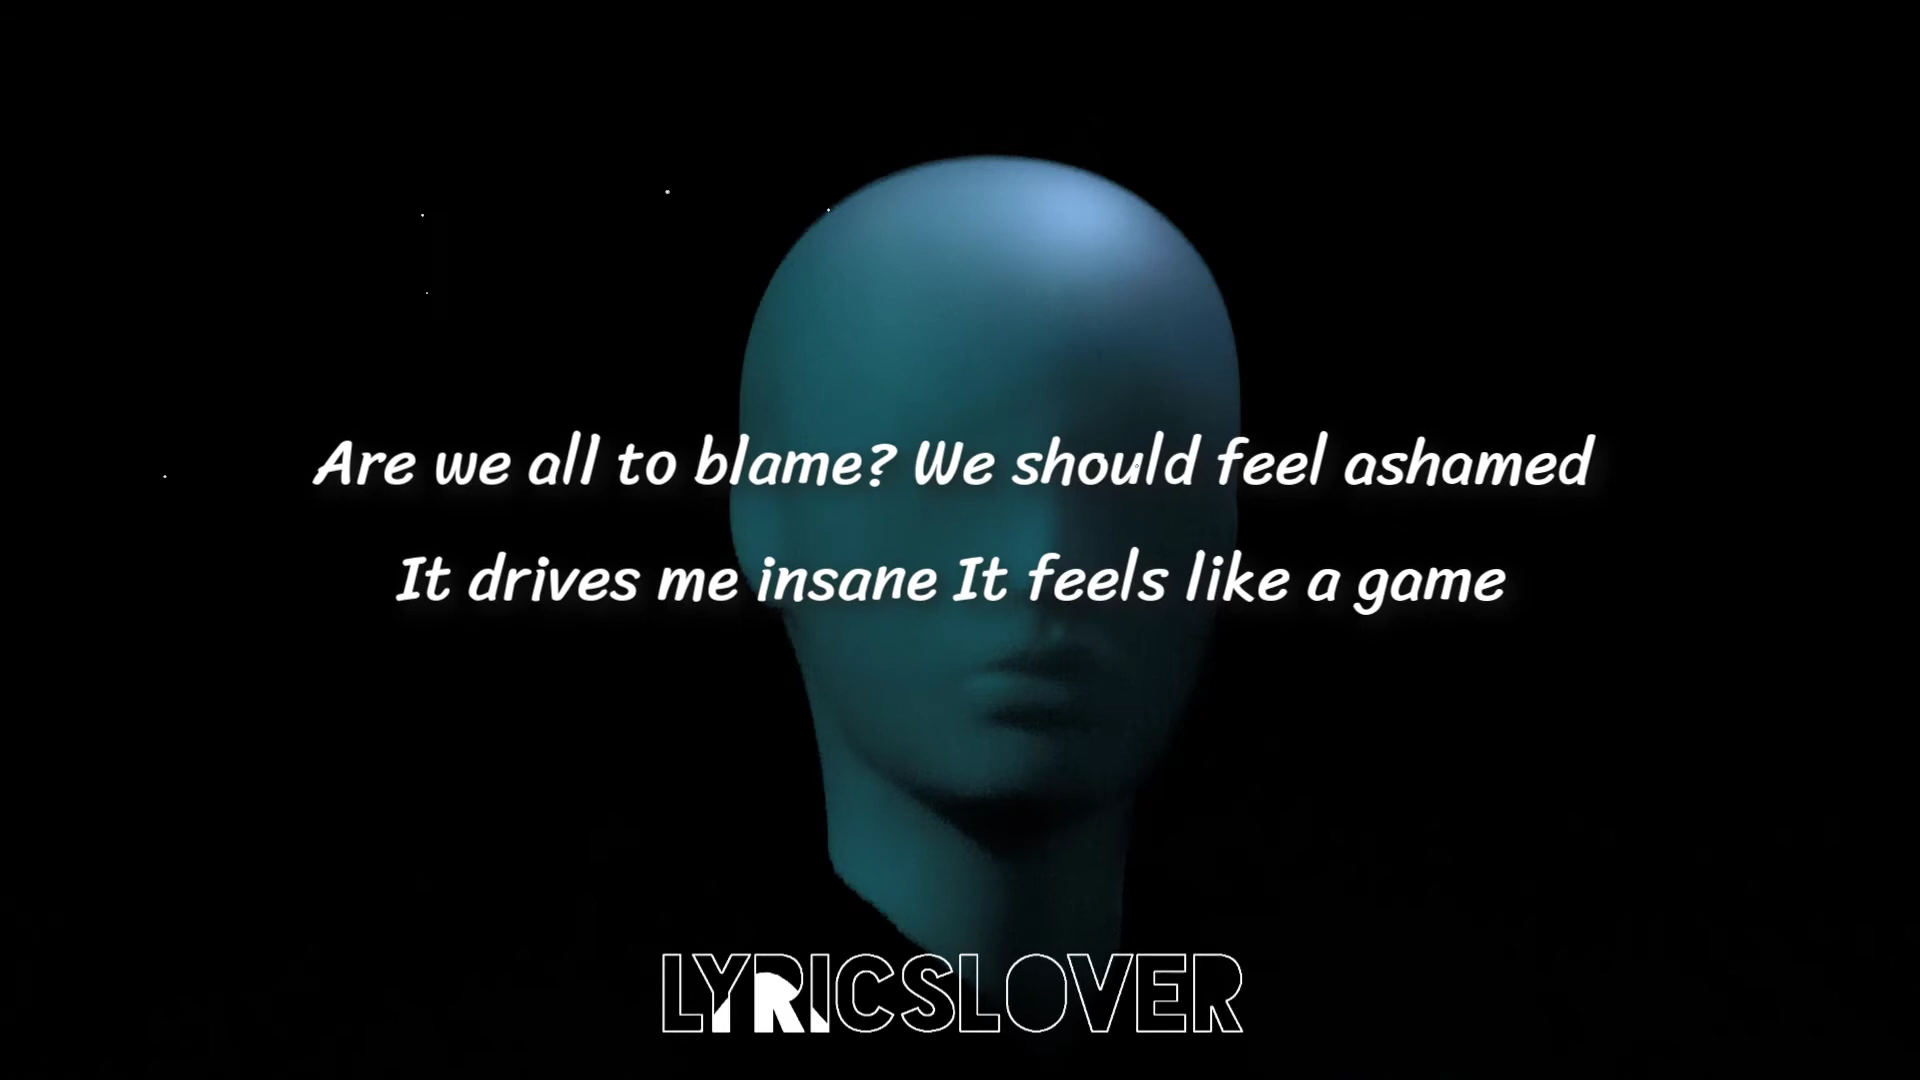 Are we all to blame? We should feel ashamed
It drives me insane It feels like a game
LYRICSLOVER